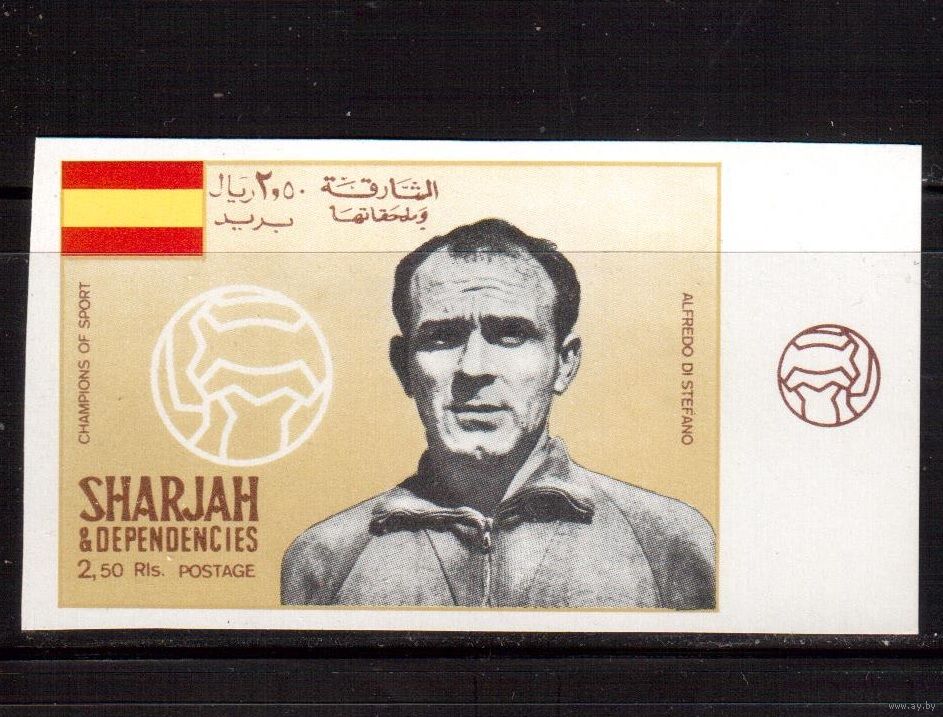 الشارقة
وملحقاتها
٢,٥٠ ريال
بريد
CHAMPIONS OF SPORT
ALFREDO DI STEFANO
SHARJAH
& DEPENDENCIES
2,50 Rls. POSTAGE
www.ay.by